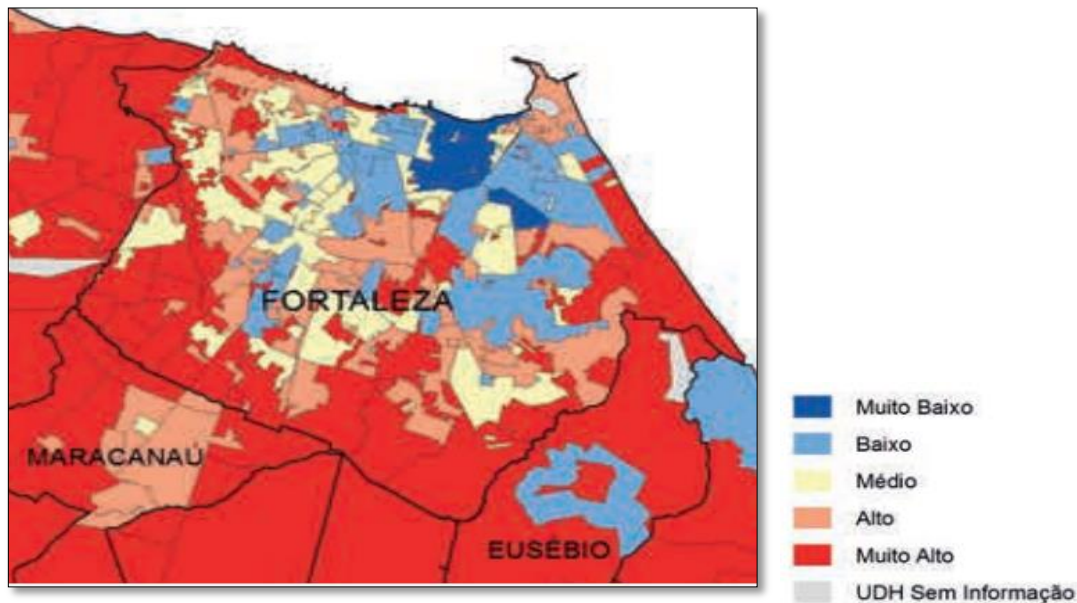 FORTALEZA
MARACANAÚ
EUSÉBIO
Muito Baixo
Baixo
Médio
Alto
Muito Alto
UDH Sem Informação